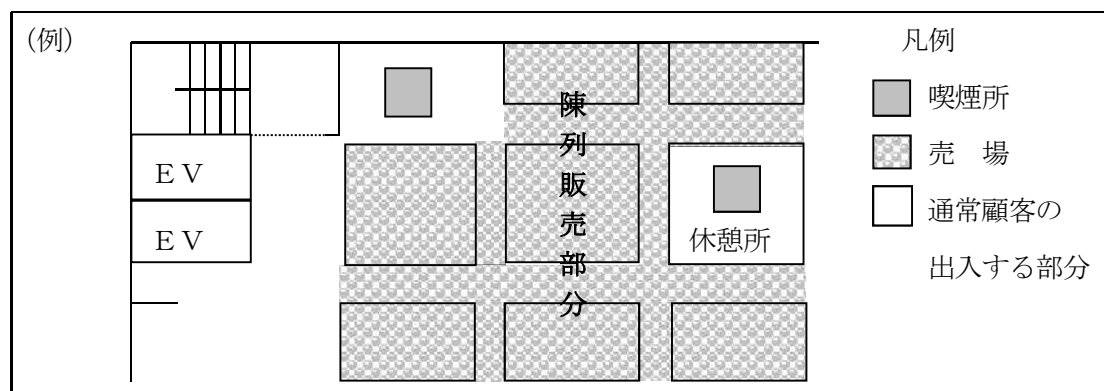 (例)
凡例
喫煙所
売 場
通常顧客の
出入する部分
陳列販売部分
EV
EV
休憩所